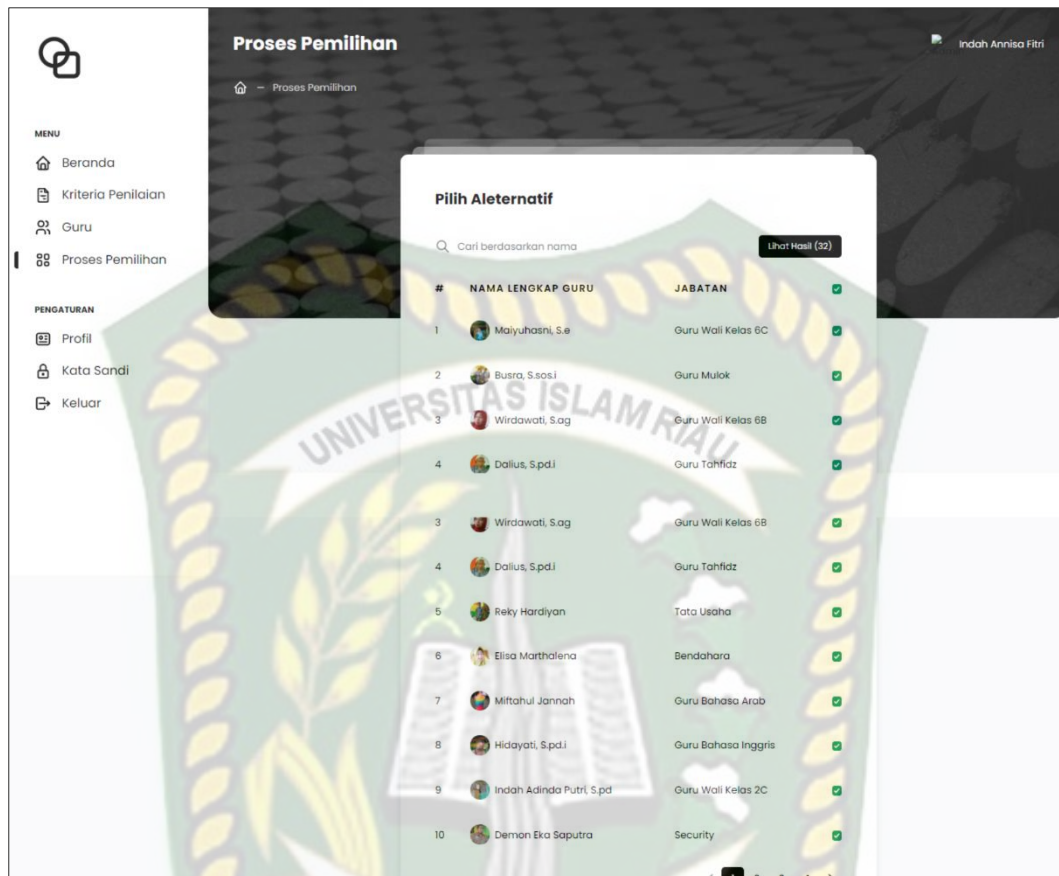 Proses Pemilihan
Indah Annisa Fitri
– Proses Pemilihan
MENU
Beranda
Kriteria Penilaian
Guru
Proses Pemilihan
PENGATURAN
Profil
Kata Sandi
Keluar
Pilih Aleternatif
Cari berdasarkan nama
Lihat Hasil (32)
# NAMA LENGKAP GURU JABATAN
1 Maiyuhasni, S.e Guru Wali Kelas 6C
2 Busra, S.sos.i Guru Mulok
3 Wirdawati, S.ag Guru Wali Kelas 6B
4 Dalius, S.pd.i Guru Tahfidz
3 Wirdawati, S.ag Guru Wali Kelas 6B
4 Dalius, S.pd.i Guru Tahfidz
5 Reky Hardiyan Tata Usaha
6 Elisa Marthalena Bendahara
7 Miftahul Jannah Guru Bahasa Arab
8 Hidayati, S.pd.i Guru Bahasa Inggris
9 Indah Adinda Putri, S.pd Guru Wali Kelas 2C
10 Demon Eka Saputra Security
UNIVERSITAS ISLAM RIAU